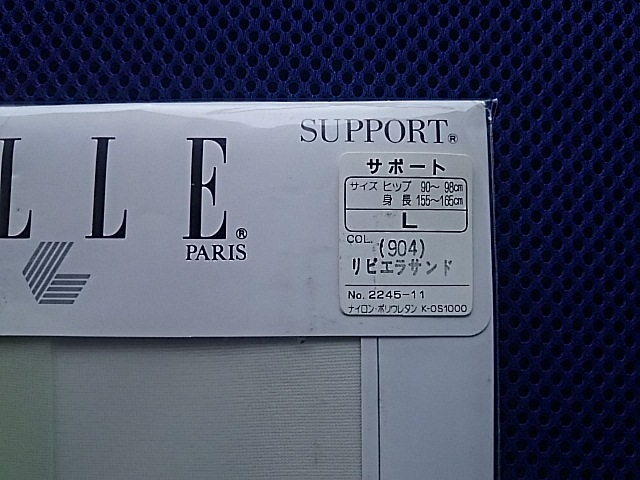 SUPPORT®
LLE®
PARIS
サポート
サイズ ヒップ 90〜98cm
身長 155〜165cm
L
COL.
(904)
リビエラサンド
No. 2245-11
ナイロン・ポリウレタン K-OS1000